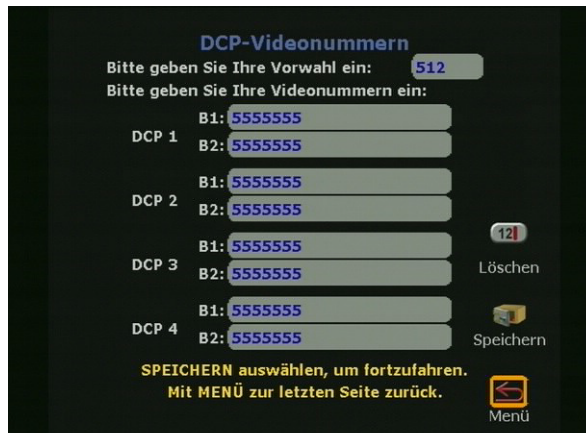 DCP-Videonummern
Bitte geben Sie Ihre Vorwahl ein: 512
Bitte geben Sie Ihre Videonummern ein:
DCP 1
B1: 5555555
B2: 5555555
DCP 2
B1: 5555555
B2: 5555555
DCP 3
B1: 5555555
B2: 5555555
DCP 4
B1: 5555555
B2: 5555555
12
Löschen
Speichern
SPEICHERN auswählen, um fortzufahren.
Mit MENÜ zur letzten Seite zurück.
Menü